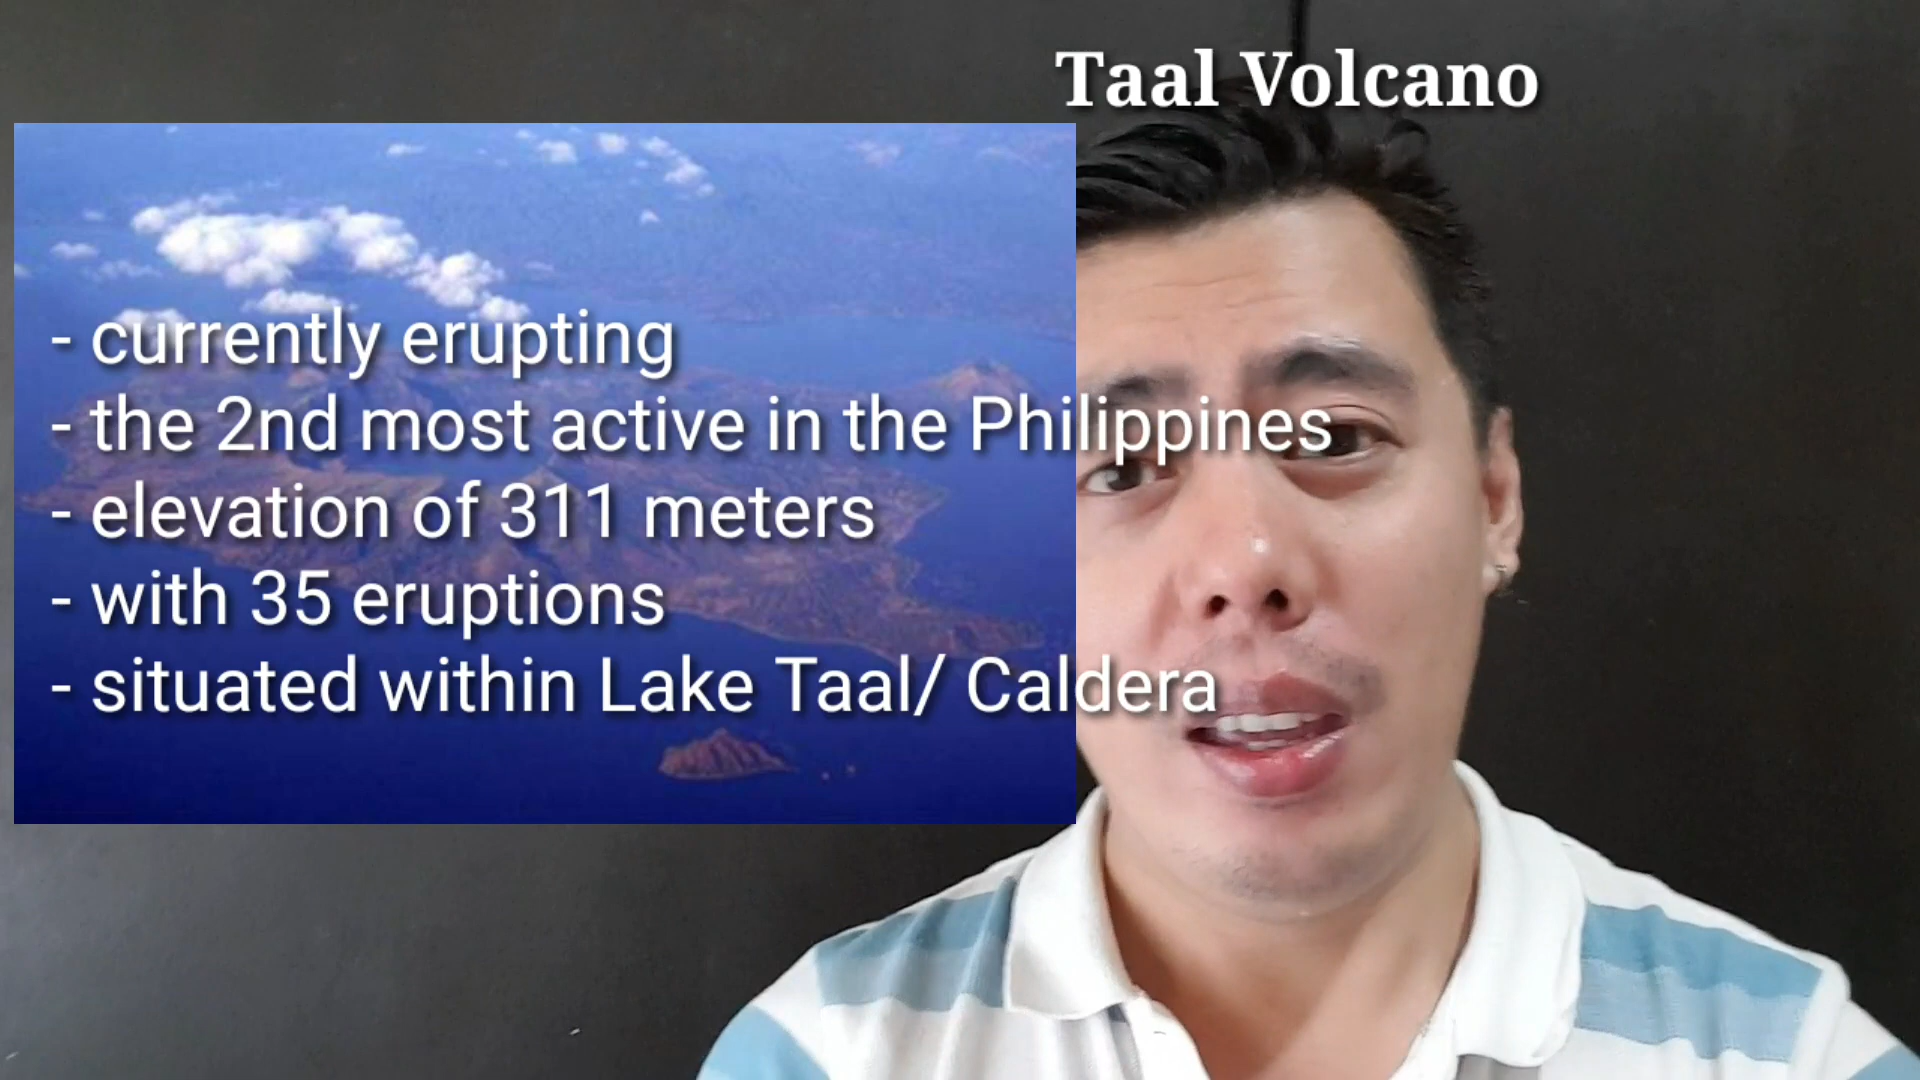 Taal Volcano
- currently erupting
- the 2nd most active in the Philippines
- elevation of 311 meters
- with 35 eruptions
- situated within Lake Taal/ Caldera